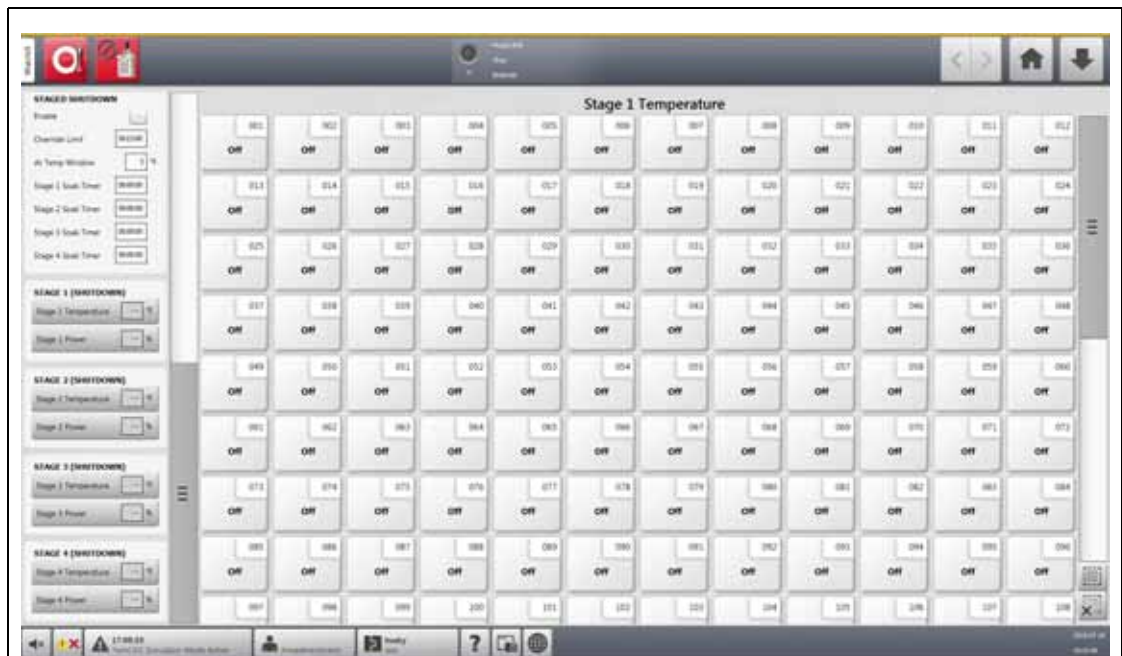 Stage 1 Temperature
STAGED SHUTDOWN
Enable
Override Limit
At Temp Window
Stage 1 Soak Timer
Stage 2 Soak Timer
Stage 3 Soak Timer
Stage 4 Soak Timer
STAGE 1 (SHUTDOWN)
Stage 1 Temperature
Stage 1 Power
STAGE 2 (SHUTDOWN)
Stage 2 Temperature
Stage 2 Power
STAGE 3 (SHUTDOWN)
Stage 3 Temperature
Stage 3 Power
STAGE 4 (SHUTDOWN)
Stage 4 Temperature
Stage 4 Power
001 002 003 004 005 006 007 008 009 010 011 012
Off Off Off Off Off Off Off Off Off Off Off Off
013 014 015 016 017 018 019 020 021 022 023 024
Off Off Off Off Off Off Off Off Off Off Off Off
025 026 027 028 029 030 031 032 033 034 035 036
Off Off Off Off Off Off Off Off Off Off Off Off
037 038 039 040 041 042 043 044 045 046 047 048
Off Off Off Off Off Off Off Off Off Off Off Off
049 050 051 052 053 054 055 056 057 058 059 060
Off Off Off Off Off Off Off Off Off Off Off Off
061 062 063 064 065 066 067 068 069 070 071 072
Off Off Off Off Off Off Off Off Off Off Off Off
073 074 075 076 077 078 079 080 081 082 083 084
Off Off Off Off Off Off Off Off Off Off Off Off
085 086 087 088 089 090 091 092 093 094 095 096
Off Off Off Off Off Off Off Off Off Off Off Off
097 098 099 100 101 102 103 104 105 106 107 108